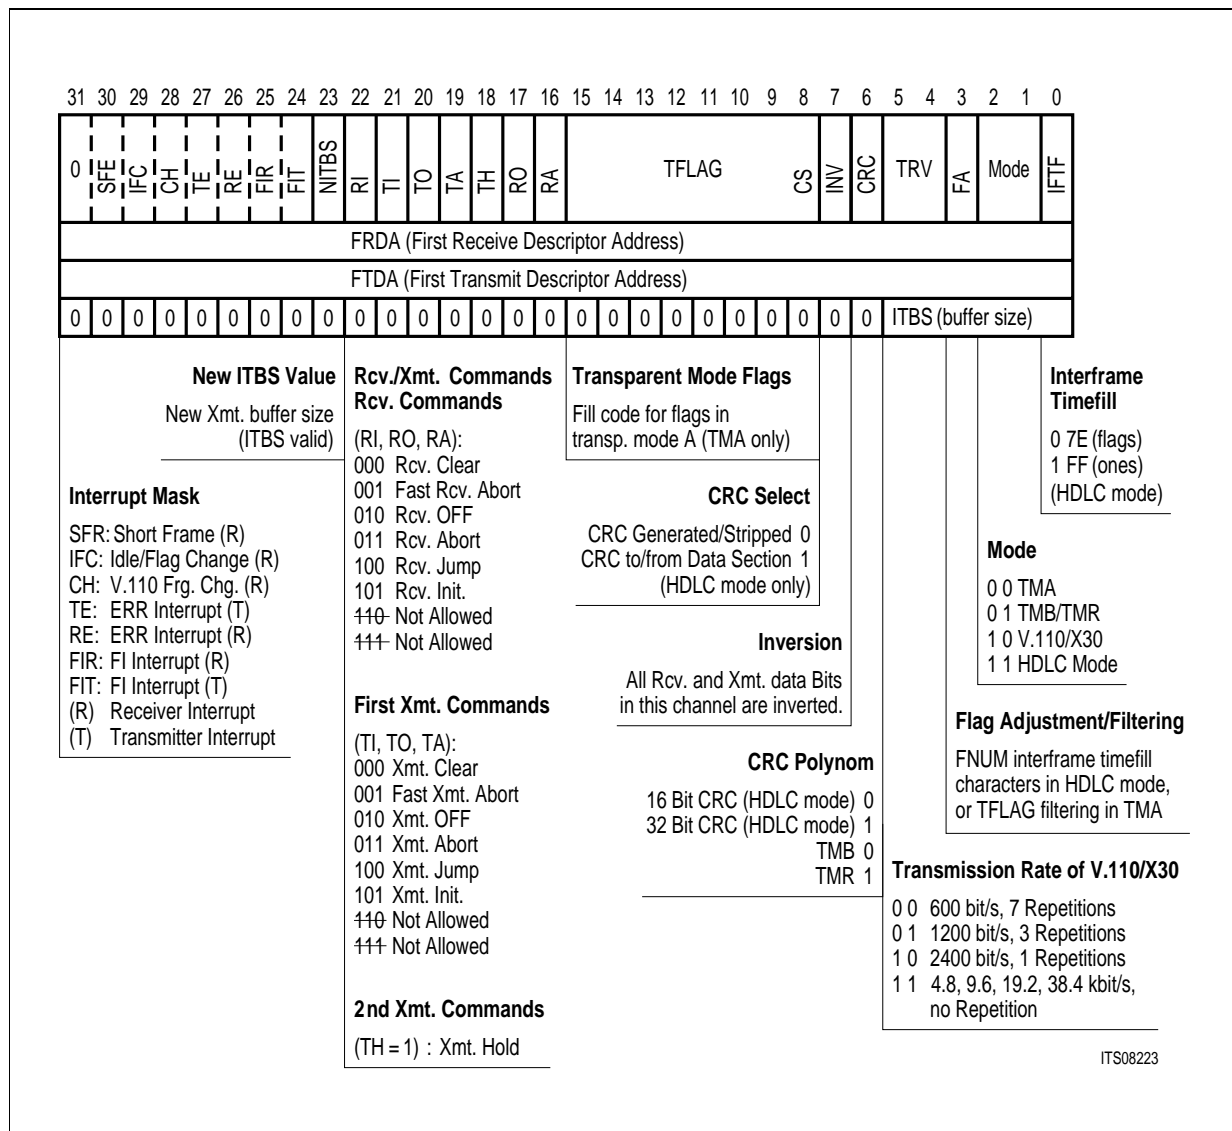 31 30 29 28 27 26 25 24 23 22 21 20 19 18 17 16 15 14 13 12 11 10 9 8 7 6 5 4 3 2 1 0
0 SFE IFC CH TE RE FIR FIT NITBS RI TI TO TA TH RO RA TFLAG CS INV CRC TRV FA Mode IFTF
FRDA (First Receive Descriptor Address)
FTDA (First Transmit Descriptor Address)
0 0 0 0 0 0 0 0 0 0 0 0 0 0 0 0 0 0 0 0 0 0 0 0 0 0 ITBS (buffer size)
New ITBS Value
New Xmt. buffer size
(ITBS valid)
Interrupt Mask
SFR: Short Frame (R)
IFC: Idle/Flag Change (R)
CH: V.110 Frg. Chg. (R)
TE: ERR Interrupt (T)
RE: ERR Interrupt (R)
FIR: FI Interrupt (R)
FIT: FI Interrupt (T)
(R) Receiver Interrupt
(T) Transmitter Interrupt
Rcv./Xmt. Commands
Rcv. Commands
(RI, RO, RA):
000 Rcv. Clear
001 Fast Rcv. Abort
010 Rcv. OFF
011 Rcv. Abort
100 Rcv. Jump
101 Rcv. Init.
110 Not Allowed
111 Not Allowed
First Xmt. Commands
(TI, TO, TA):
000 Xmt. Clear
001 Fast Xmt. Abort
010 Xmt. OFF
011 Xmt. Abort
100 Xmt. Jump
101 Xmt. Init.
110 Not Allowed
111 Not Allowed
2nd Xmt. Commands
(TH = 1) : Xmt. Hold
Transparent Mode Flags
Fill code for flags in
transp. mode A (TMA only)
CRC Select
CRC Generated/Stripped 0
CRC to/from Data Section 1
(HDLC mode only)
Inversion
All Rcv. and Xmt. data Bits
in this channel are inverted.
CRC Polynom
16 Bit CRC (HDLC mode) 0
32 Bit CRC (HDLC mode) 1
TMB 0
TMR 1
Interframe
Timefill
0 7E (flags)
1 FF (ones)
(HDLC mode)
Mode
0 0 TMA
0 1 TMB/TMR
1 0 V.110/X30
1 1 HDLC Mode
Flag Adjustment/Filtering
FNUM interframe timefill
characters in HDLC mode,
or TFLAG filtering in TMA
Transmission Rate of V.110/X30
0 0 600 bit/s, 7 Repetitions
0 1 1200 bit/s, 3 Repetitions
1 0 2400 bit/s, 1 Repetitions
1 1 4.8, 9.6, 19.2, 38.4 kbit/s,
no Repetition
ITS08223